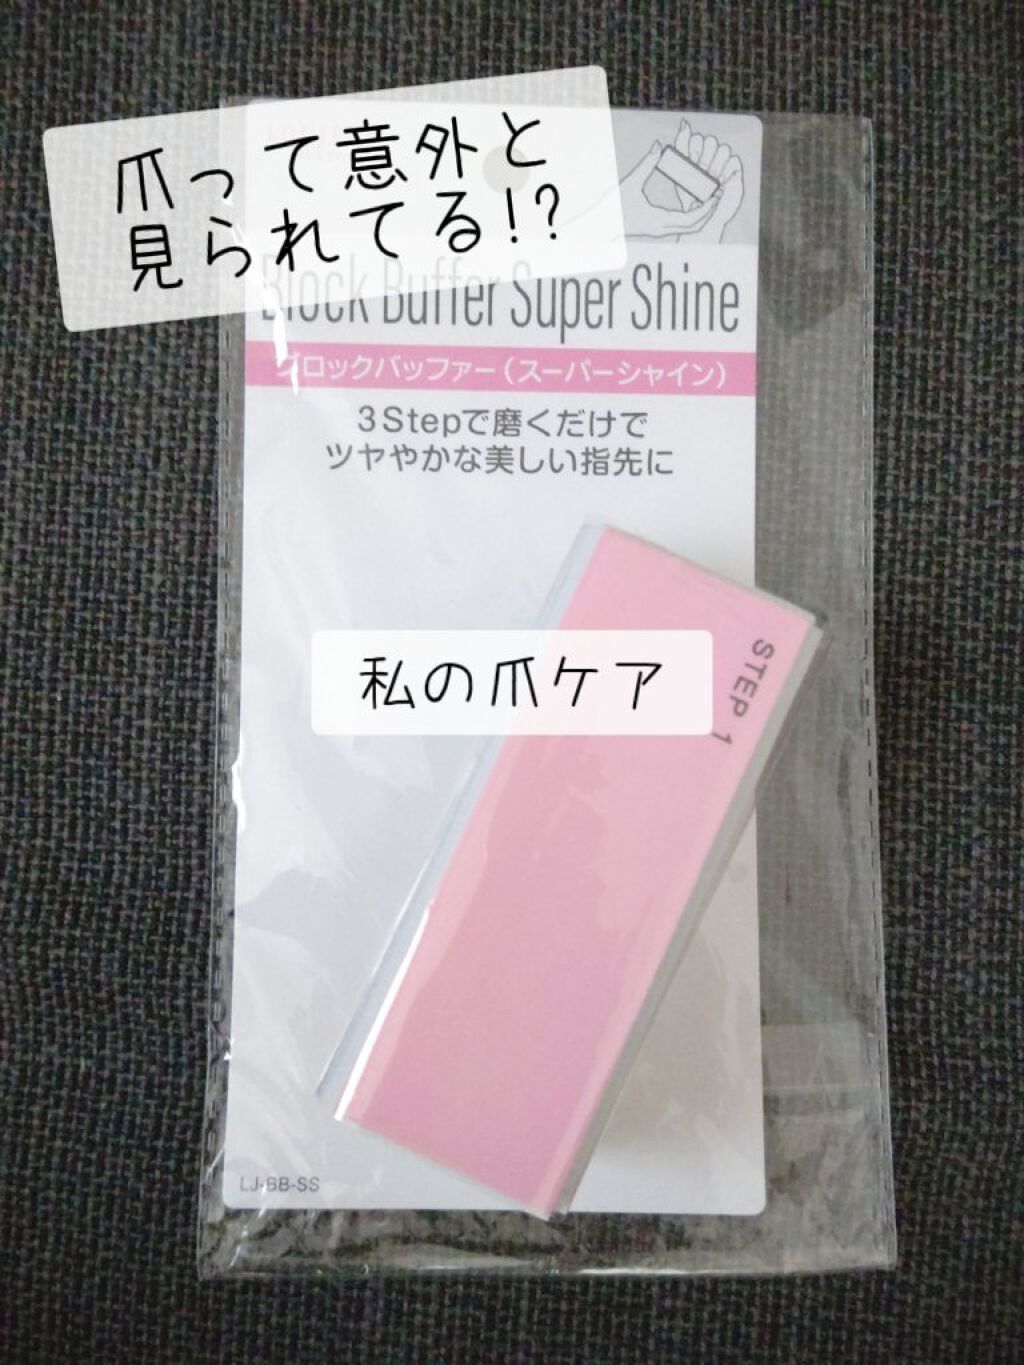 爪って意外と
見られてる!?
Block Buffer Super Shine
ブロックバッファー(スーパーシャイン)
3Stepで磨くだけで
ツヤやかな美しい指先に
STEP 1
私の爪ケア
LJ-BB-SS